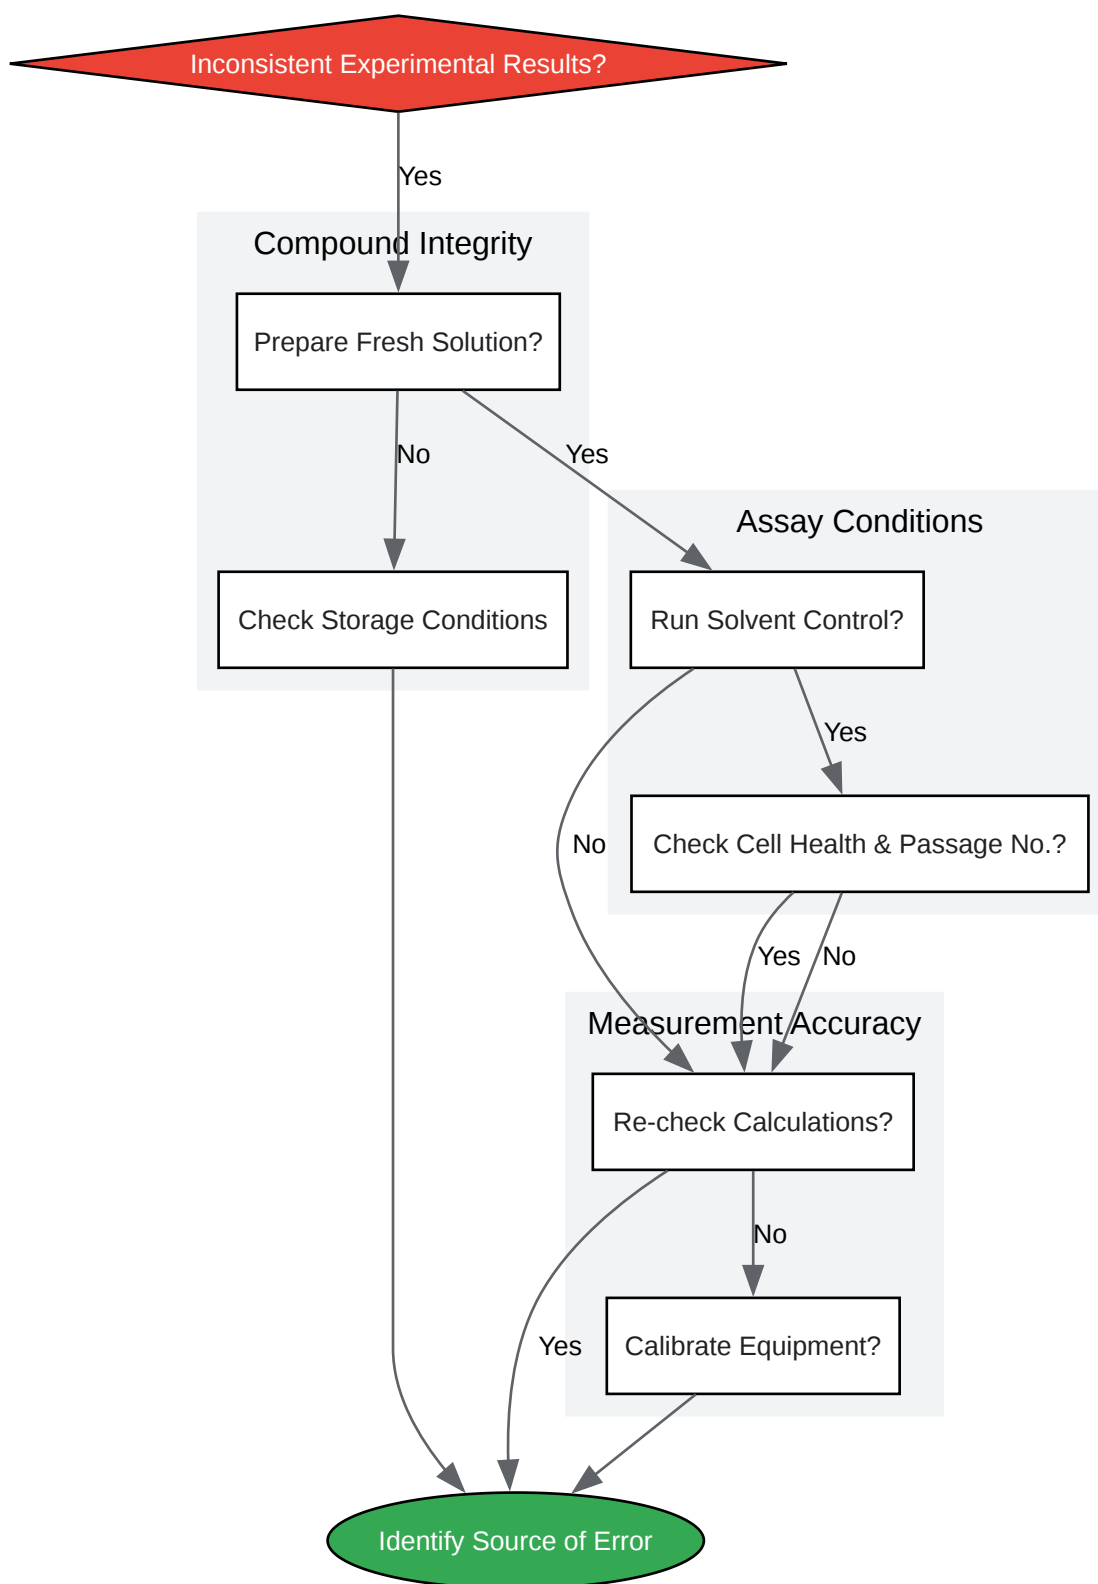 Inconsistent Experimental Results?
Yes
Compound Integrity
Prepare Fresh Solution?
No
Yes
Assay Conditions
Check Storage Conditions
Run Solvent Control?
Yes
No
Check Cell Health & Passage No.?
Yes
No
Measurement Accuracy
Re-check Calculations?
No
Yes
Calibrate Equipment?
Identify Source of Error